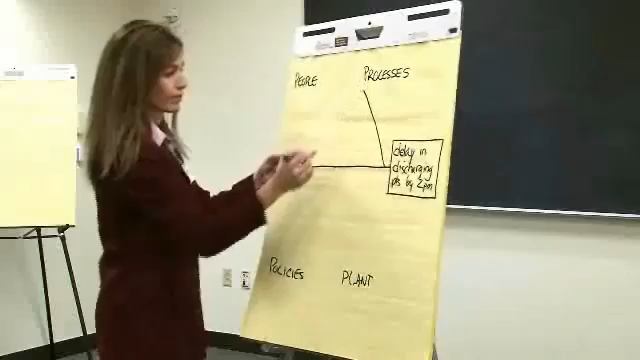 PEOPLE
PROCESSES
delay in
discharging
pts by 2pm
POLICIES
PLANT